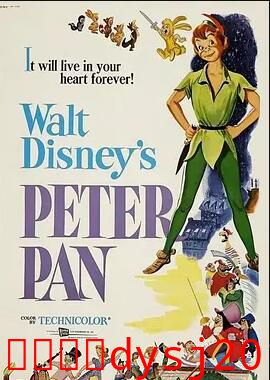 It will live in your
heart forever!
Walt
Disney's
PETER
PAN
COLOR
BY TECHNICOLOR®
dysj20